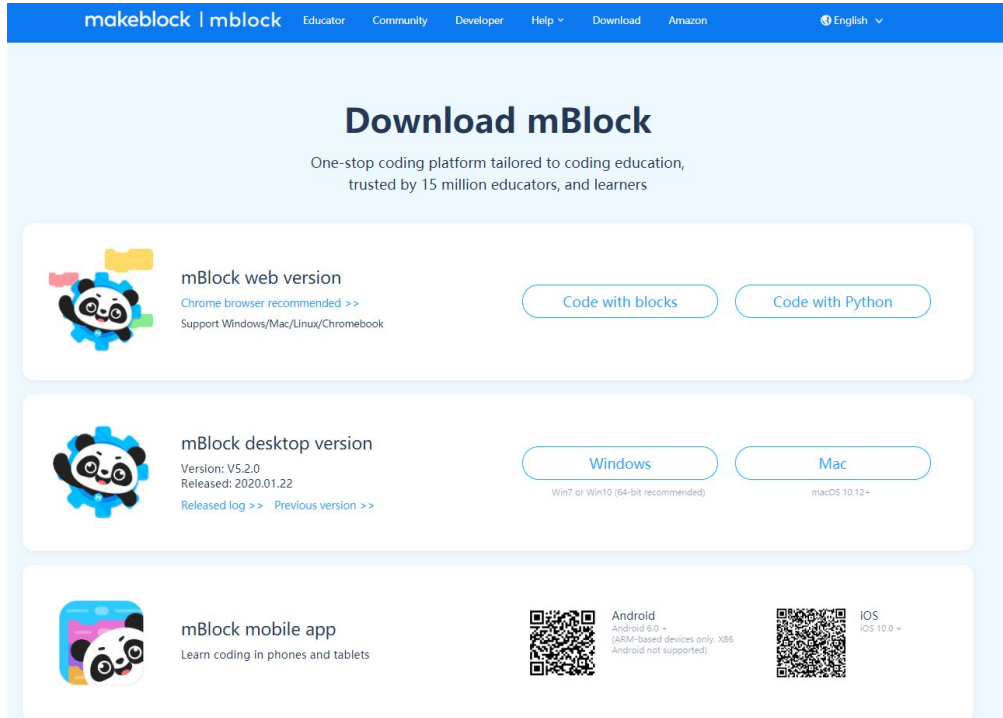 makeblock | mblock Educator Community Developer Help Download Amazon English
Download mBlock
One-stop coding platform tailored to coding education,
trusted by 15 million educators, and learners
mBlock web version
Chrome browser recommended >>
Support Windows/Mac/Linux/Chromebook
Code with blocks Code with Python
mBlock desktop version
Version: V5.2.0
Released: 2020.01.22
Released log >> Previous version >>
Windows
Win7 or Win10 (64-bit recommended)
Mac
macOS 10.12+
mBlock mobile app
Learn coding in phones and tablets
Android
Android 6.0 +
(ARM-based devices only, X86
Android not supported)
iOS
iOS 10.0 +